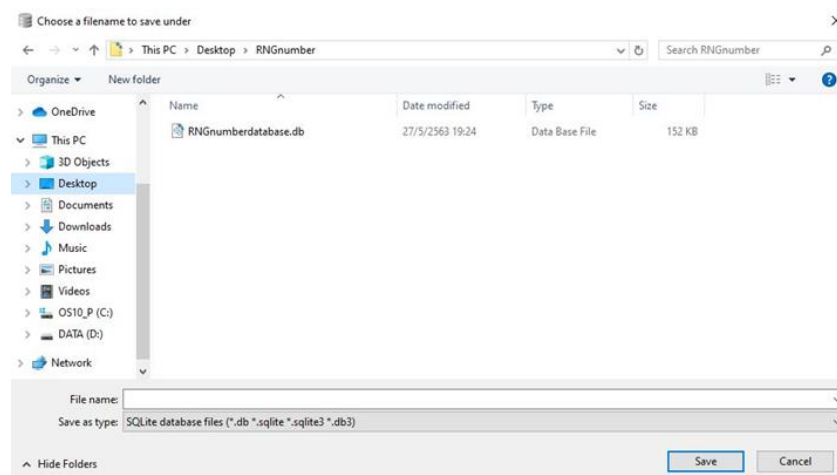 Choose a filename to save under
This PC > Desktop > RNGnumber
Search RNGnumber
Organize
New folder
Name Date modified Type Size
OneDrive
RNGnumberdatabase.db 27/5/2563 19:24 Data Base File 152 KB
This PC
3D Objects
Desktop
Documents
Downloads
Music
Pictures
Videos
OS10_P (C:)
DATA (D:)
Network
File name:
Save as type: SQLite database files (*.db *.sqlite *.sqlite3 *.db3)
Hide Folders
Save
Cancel